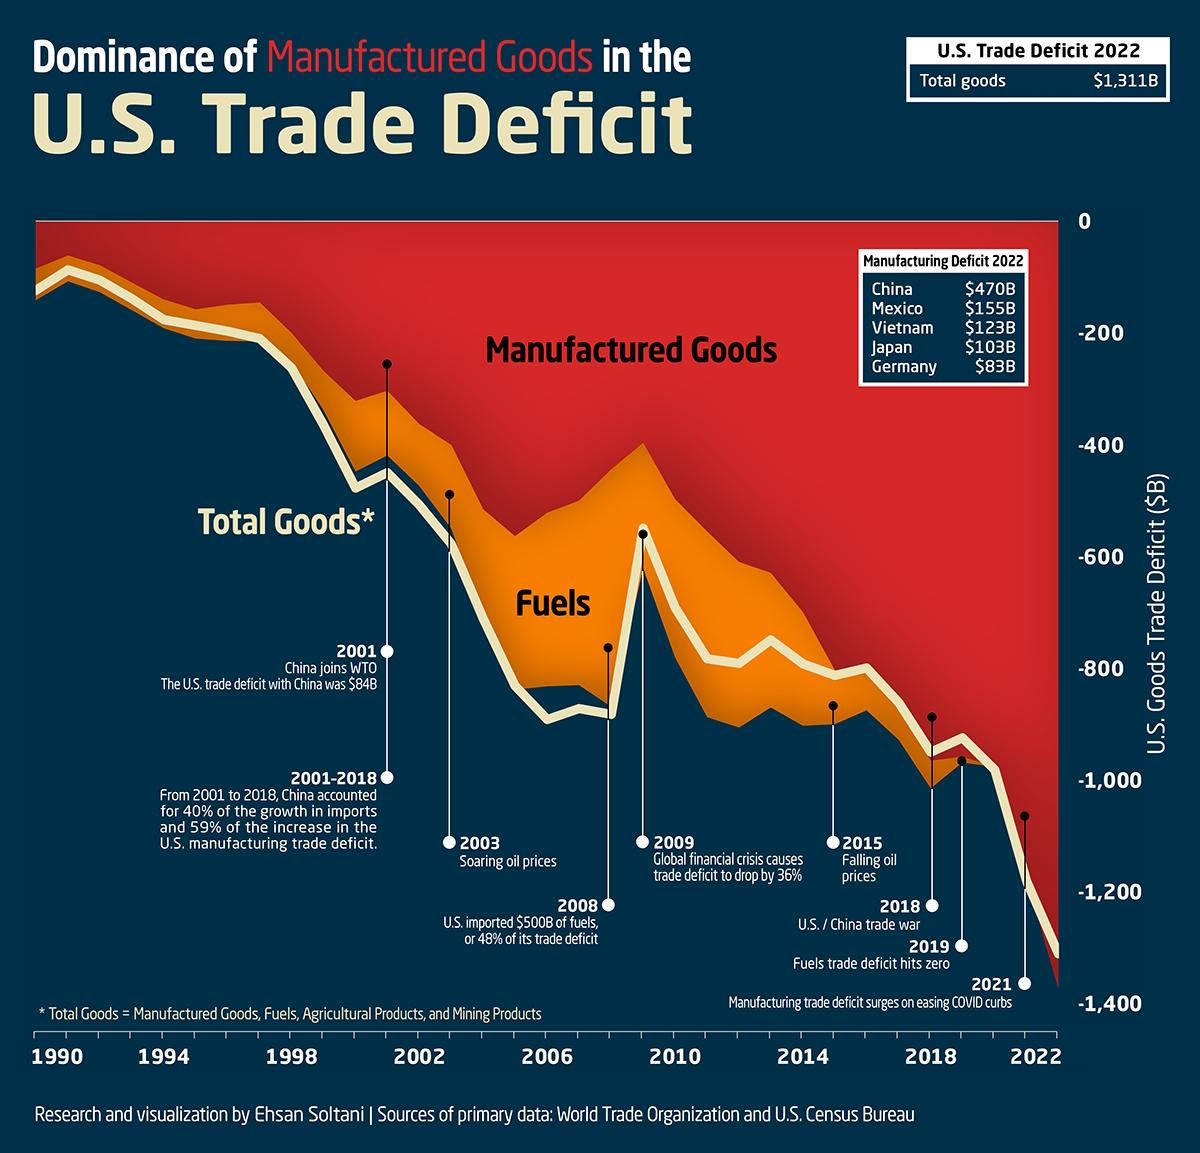 Dominance of Manufactured Goods in the
U.S. Trade Deficit
U.S. Trade Deficit 2022
Total goods $1,311B
0
-200
-400
-600
-800
-1,000
-1,200
-1,400
U.S. Goods Trade Deficit ($B)
Manufacturing Deficit 2022
China $470B
Mexico $155B
Vietnam $123B
Japan $103B
Germany $83B
Manufactured Goods
Total Goods*
Fuels
2001
China joins WTO
The U.S. trade deficit with China was $84B
2001-2018
From 2001 to 2018, China accounted
for 40% of the growth in imports
and 59% of the increase in the
U.S. manufacturing trade deficit.
2003
Soaring oil prices
2008
U.S. imported $500B of fuels,
or 48% of its trade deficit
2009
Global financial crisis causes
trade deficit to drop by 36%
2015
Falling oil
prices
2018
U.S. / China trade war
2019
Fuels trade deficit hits zero
2021
Manufacturing trade deficit surges on easing COVID curbs
* Total Goods = Manufactured Goods, Fuels, Agricultural Products, and Mining Products
1990 1994 1998 2002 2006 2010 2014 2018 2022
Research and visualization by Ehsan Soltani | Sources of primary data: World Trade Organization and U.S. Census Bureau